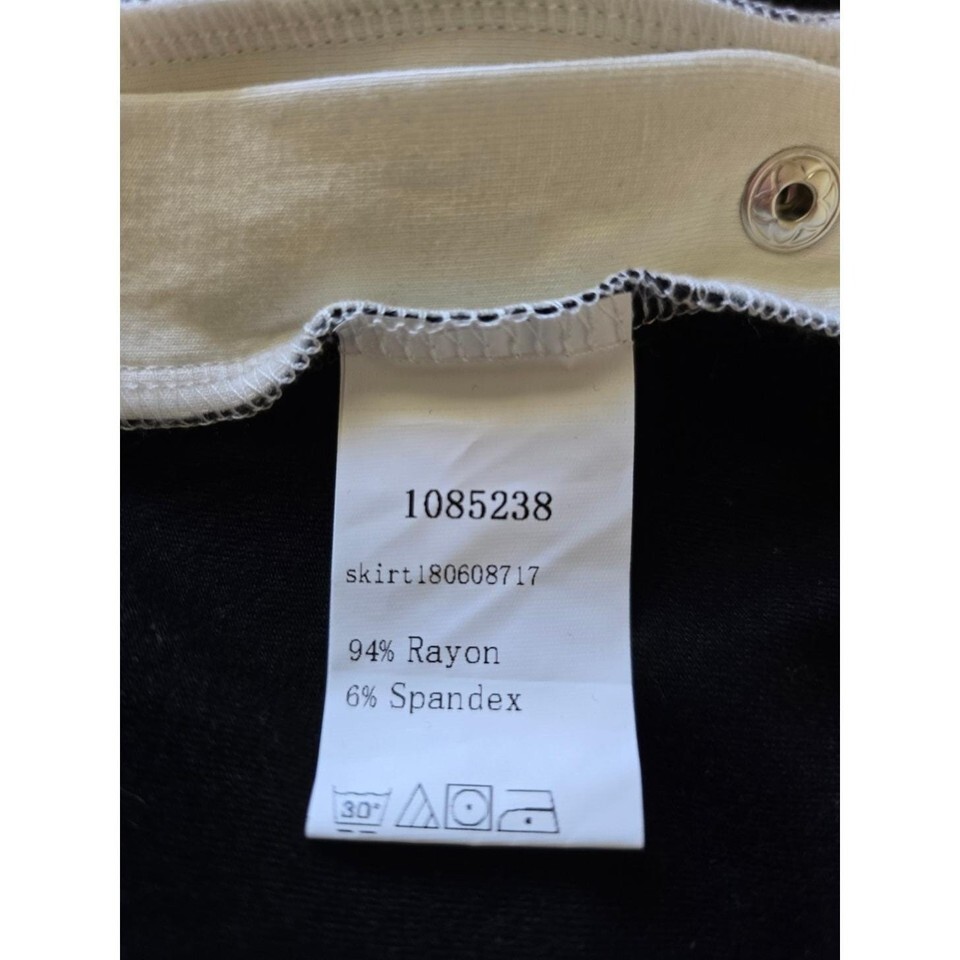 1085238
skirt180608717
94% Rayon
6% Spandex
30°